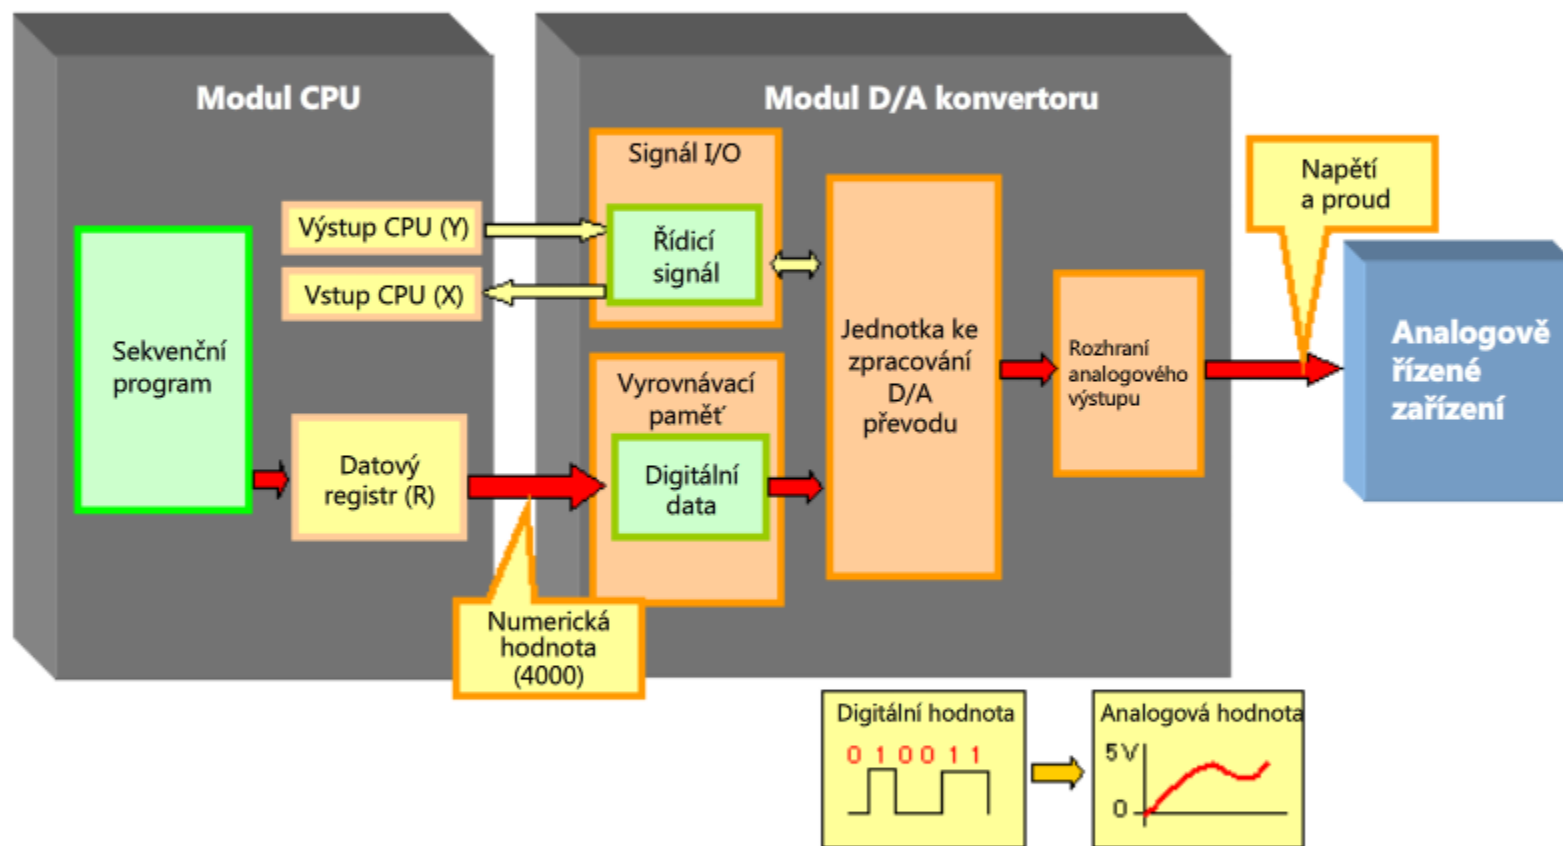 Modul CPU
Modul D/A konvertoru
Signál I/O
Výstup CPU (Y)
Vstup CPU (X)
Řídicí
signál
Sekvenční
program
Datový
registr (R)
Vyrovnávací
paměť
Digitální
data
Numerická
hodnota
(4000)
Jednotka ke
zpracování
D/A
převodu
Rozhraní
analogového
výstupu
Napětí
a proud
Analogově
řízené
zařízení
Digitální hodnota
0 1 0 0 1 1
Analogová hodnota
5 V
0